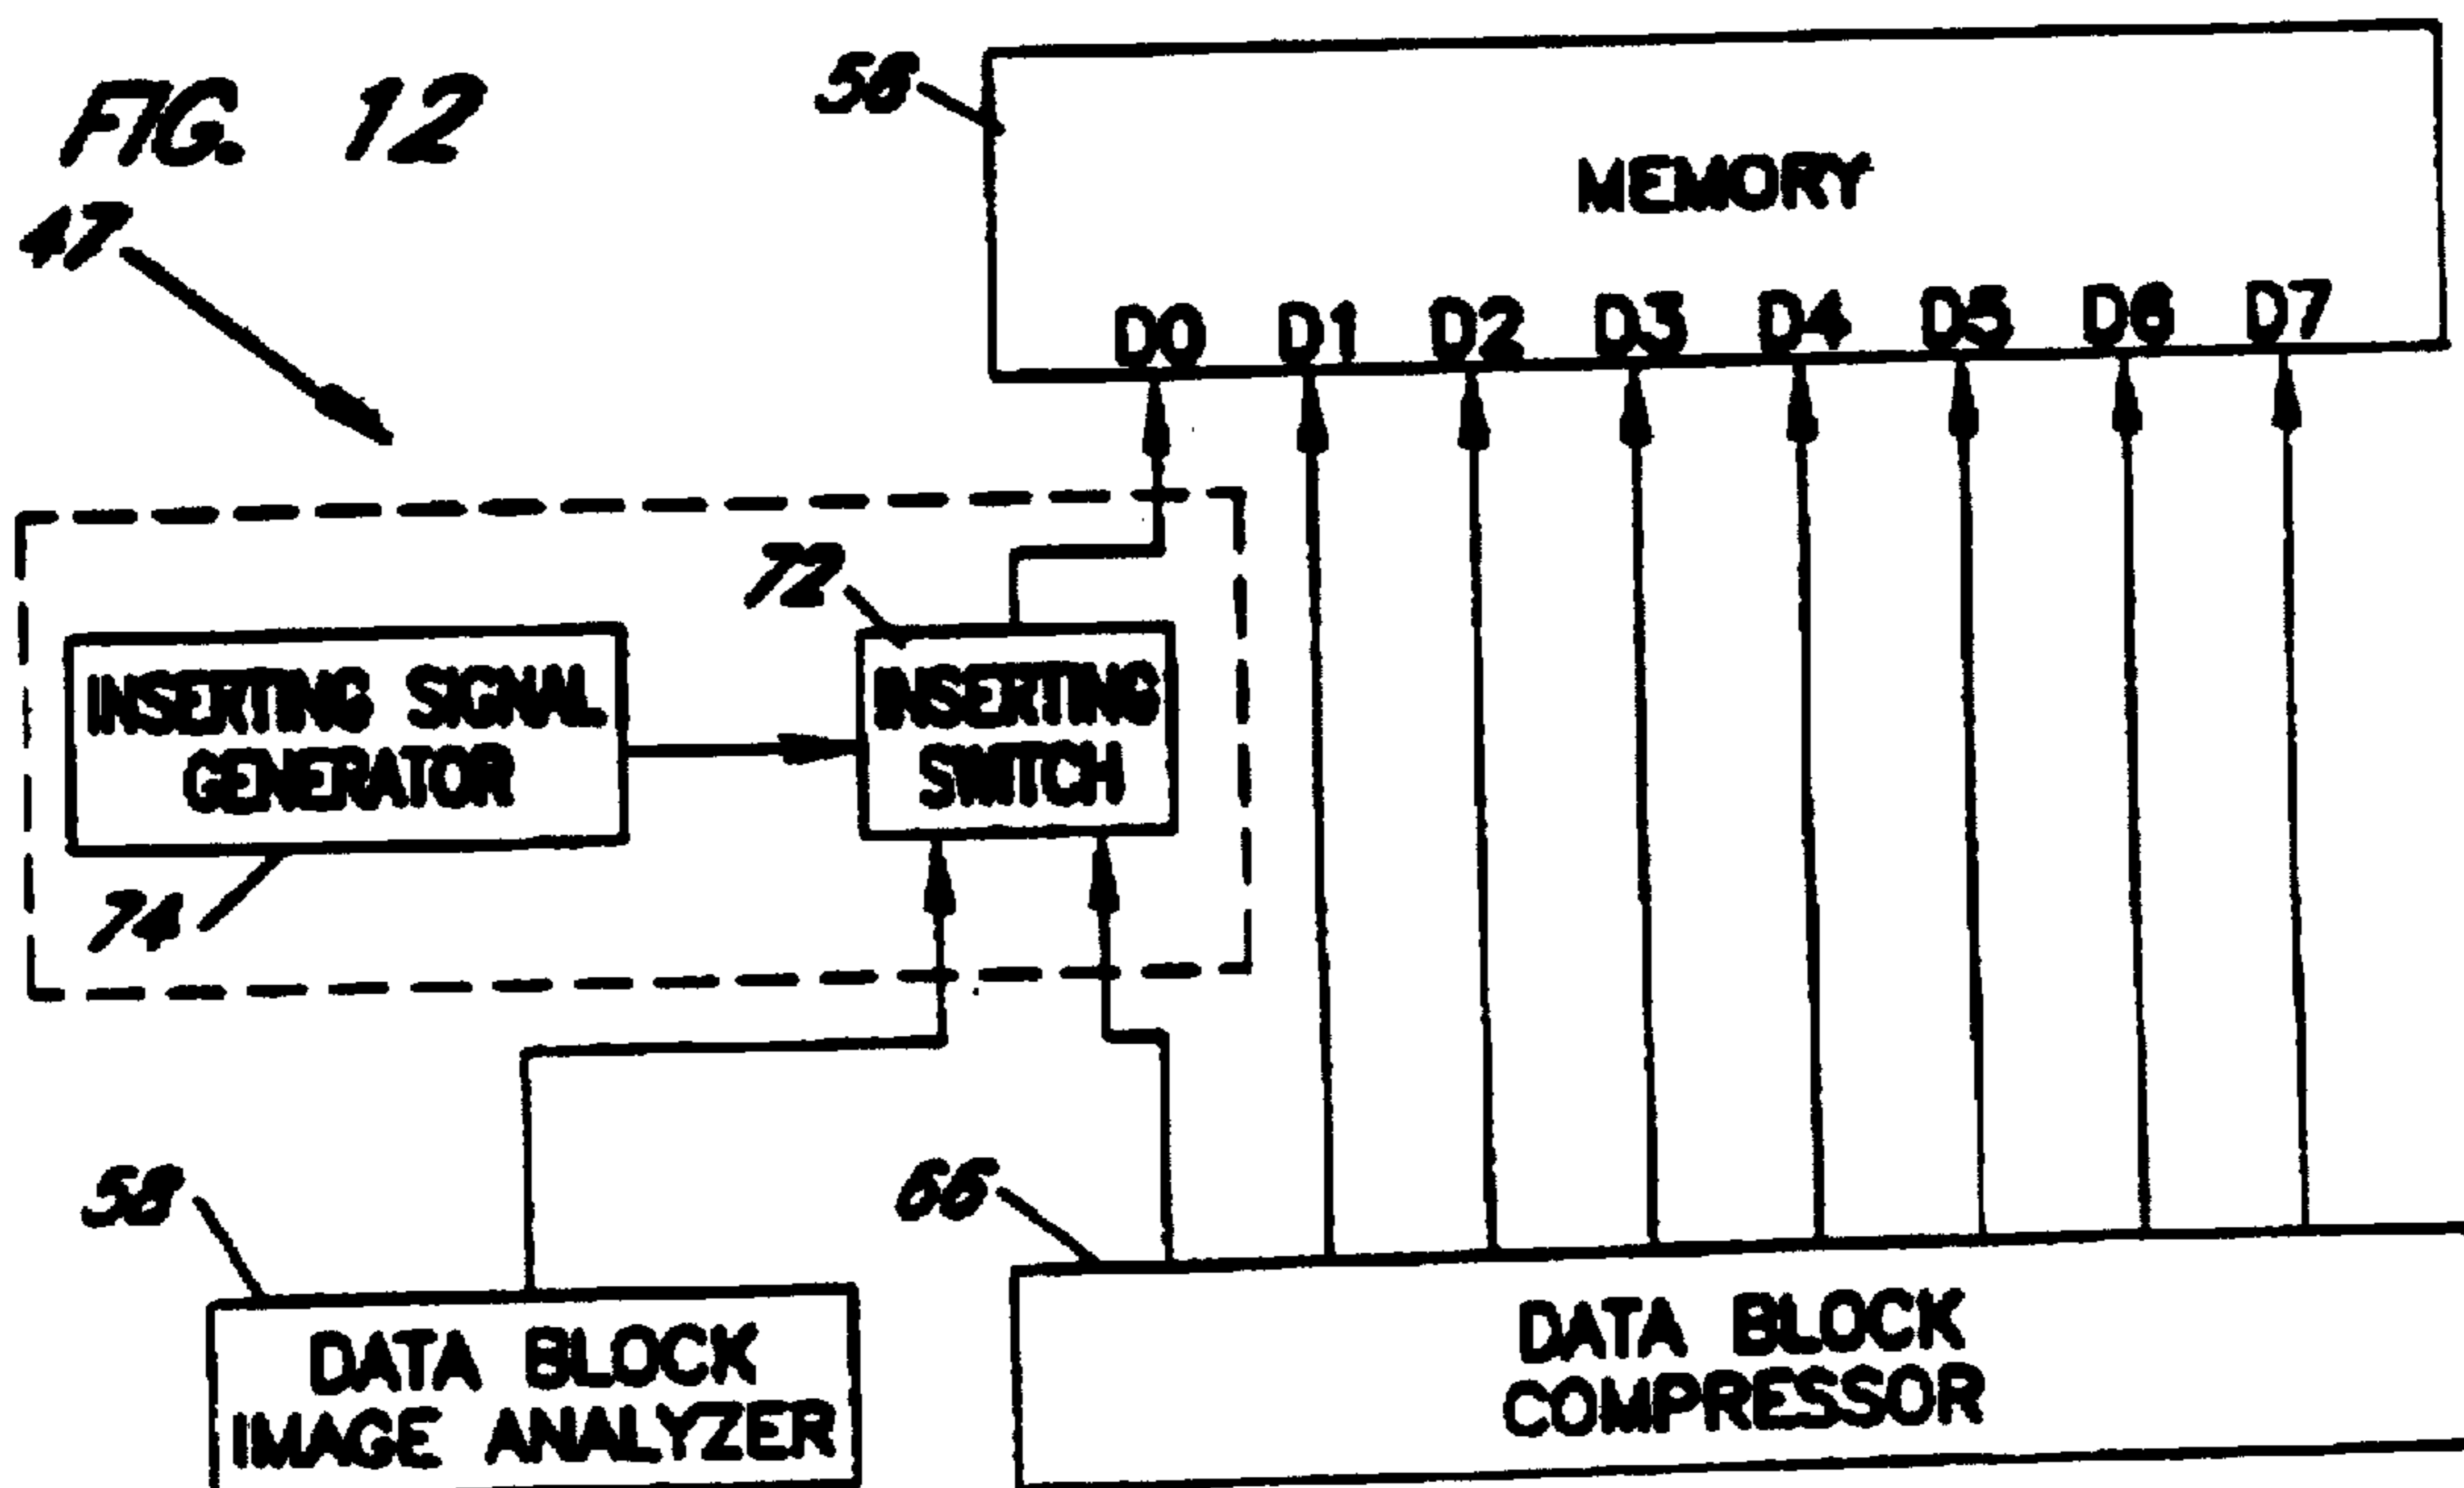 FIG. 12
47
56
MEMORY
D0 D1 D2 D3 D4 D5 D6 D7
72
INSERTING SIGNAL
GENERATOR
INSERTING
SWITCH
74
58
66
DATA BLOCK
IMAGE ANALYZER
DATA BLOCK
COMPRESSOR